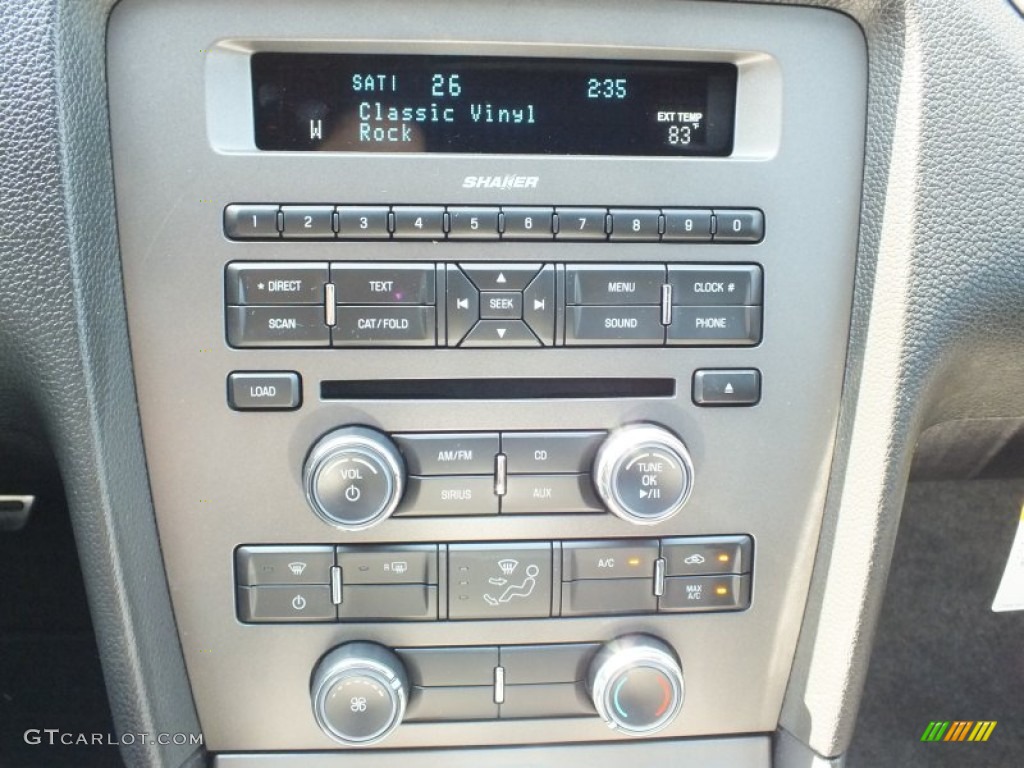 SAT1 26 2:35
Classic Vinyl
EXT TEMP
W Rock 83°F
SHAKER
1 2 3 4 5 6 7 8 9 0
* DIRECT TEXT MENU CLOCK #
SEEK
SCAN CAT/FOLD SOUND PHONE
LOAD
AM/FM CD
VOL TUNE
OK
SIRIUS AUX
R A/C
MAX
A/C
GTCARLOT.COM